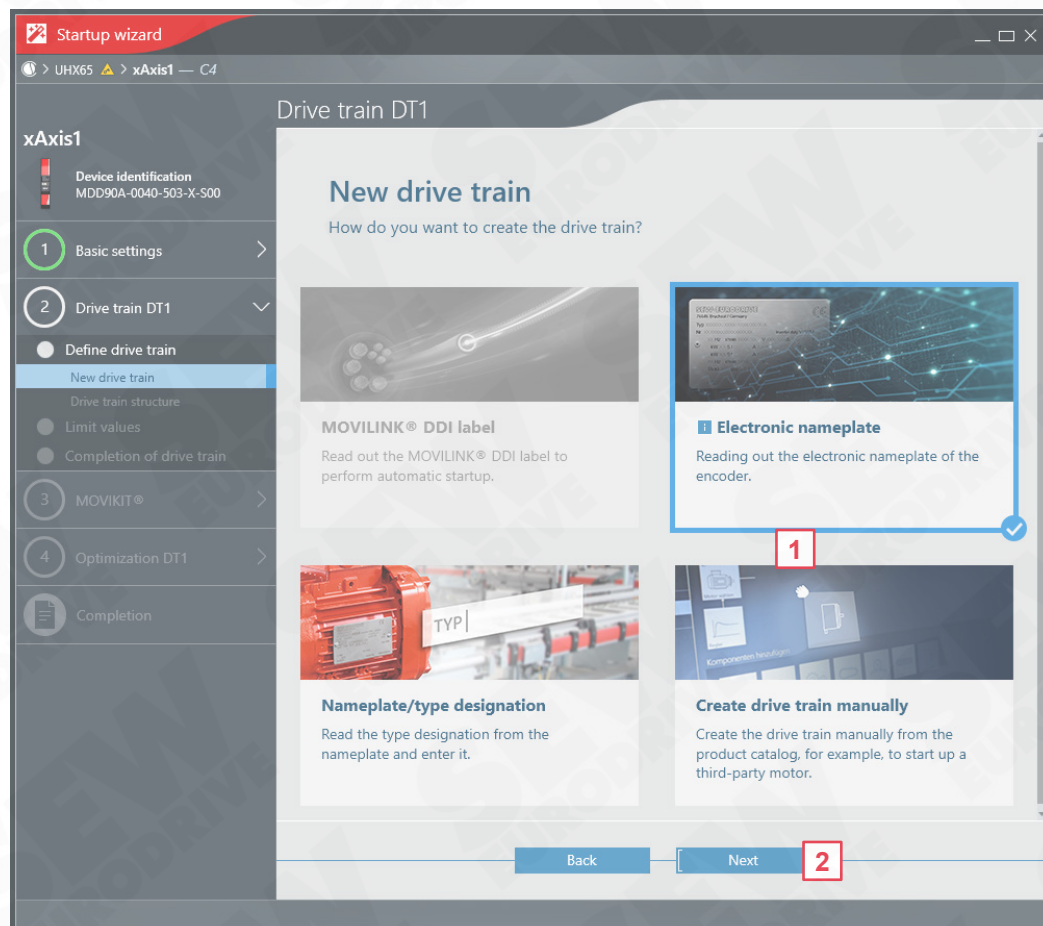 Startup wizard
UHX65 > xAxis1 — C4
Drive train DT1
xAxis1
Device identification
MDD90A-0040-503-X-S00
1 Basic settings
2 Drive train DT1
Define drive train
New drive train
Drive train structure
Limit values
Completion of drive train
3 MOVIKIT®
4 Optimization DT1
Completion
New drive train
How do you want to create the drive train?
MOVILINK® DDI label
Read out the MOVILINK® DDI label to
perform automatic startup.
SEW-EURODRIVE
i Electronic nameplate
Reading out the electronic nameplate of the
encoder.
1
TYP
Nameplate/type designation
Read the type designation from the
nameplate and enter it.
Komponenten hinzufügen
Create drive train manually
Create the drive train manually from the
product catalog, for example, to start up a
third-party motor.
Back
Next
2